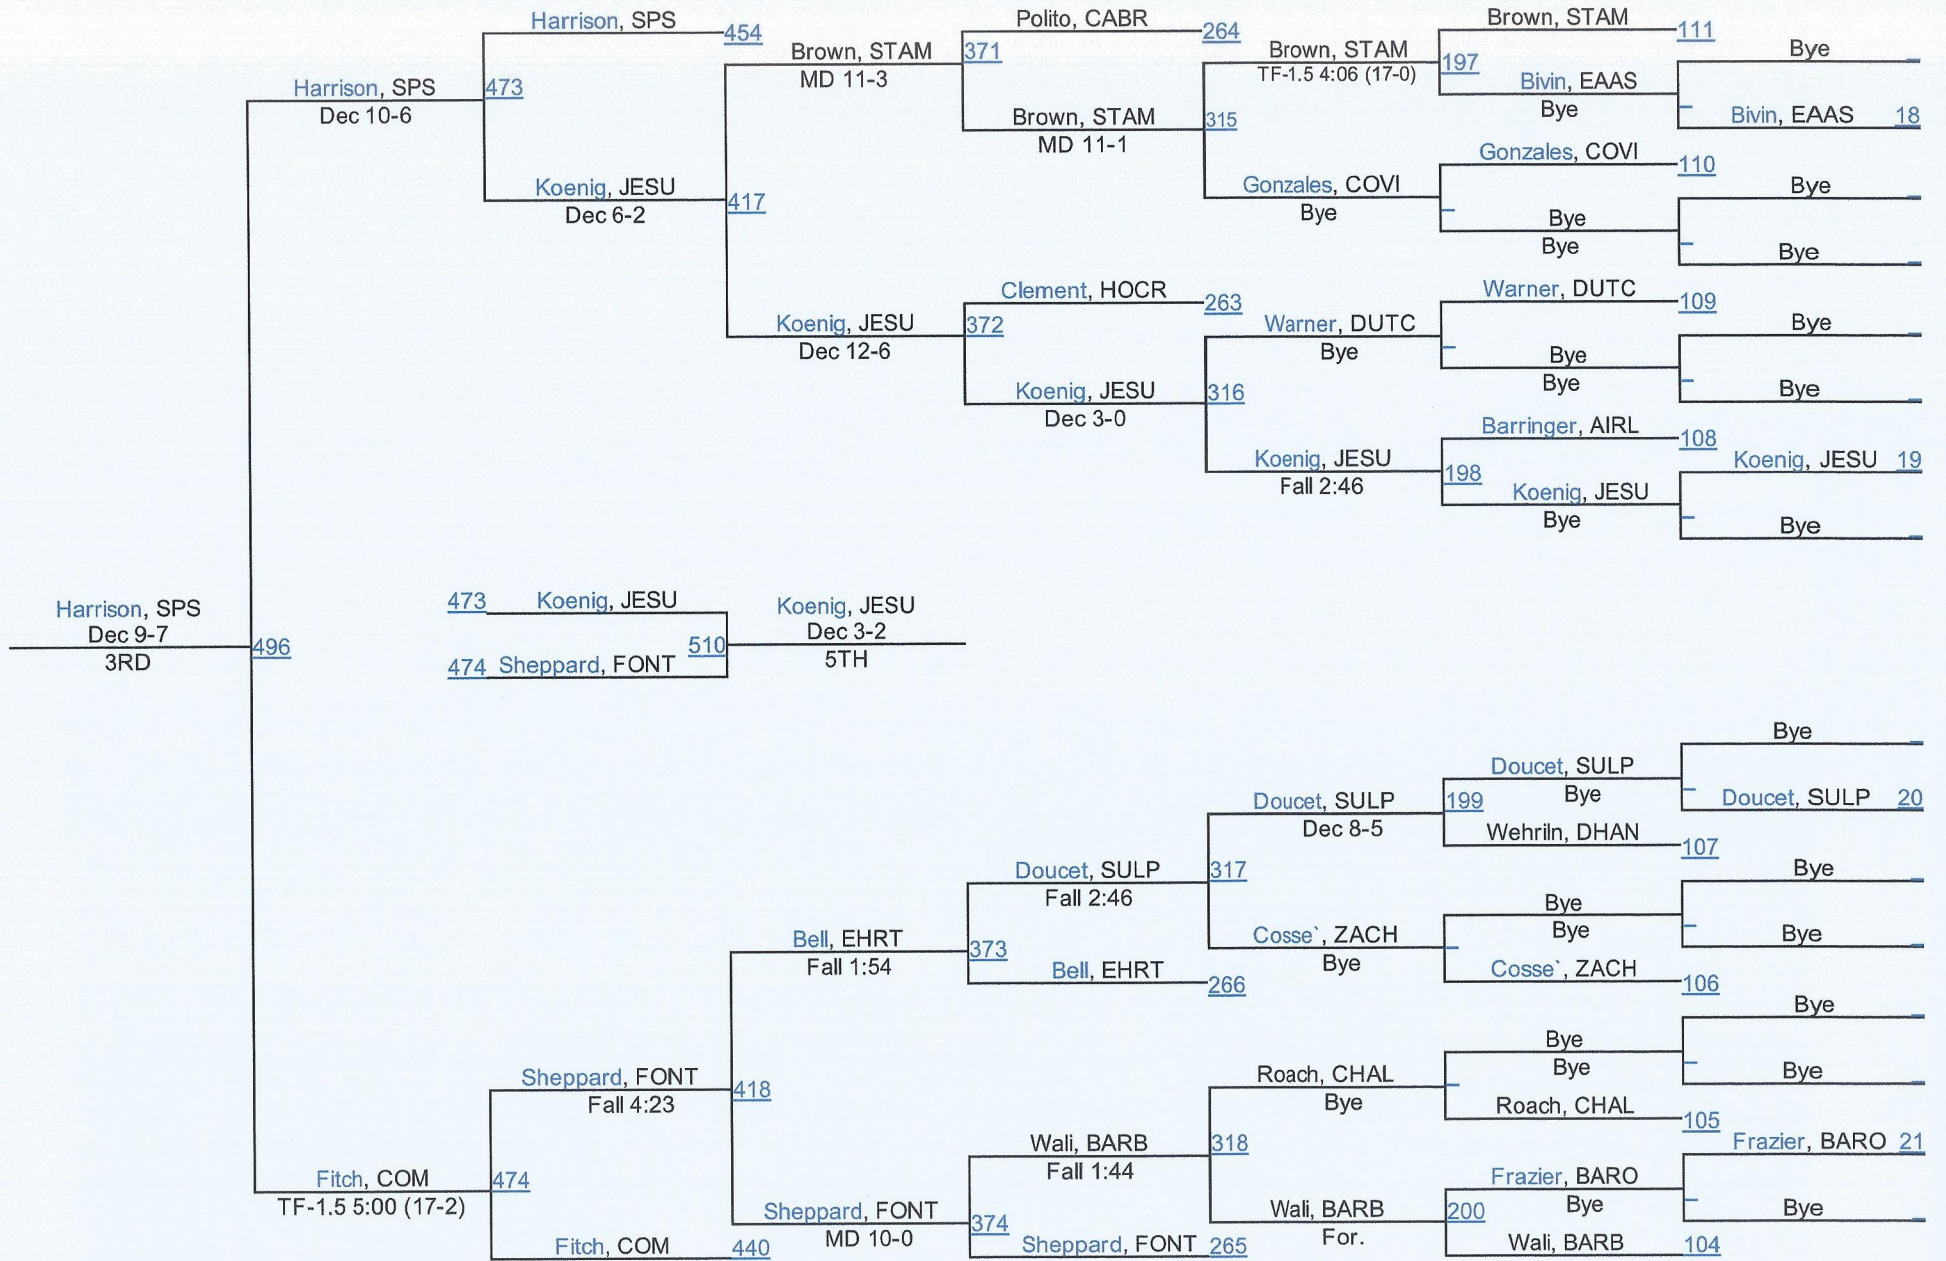 Harrison, SPS
454
Polito, CABR
264
Brown, STAM
111
Brown, STAM
MD 11-3
371
Brown, STAM
TF-1.5 4:06 (17-0)
197
Bye
Bivin, EAAS
Bye
Bivin, EAAS 18
Harrison, SPS
Dec 10-6
473
Brown, STAM
MD 11-1
315
Gonzales, COVI
110
Koenig, JESU
Dec 6-2
417
Gonzales, COVI
Bye
Bye
Bye
Bye
Bye
Clement, HOCR
263
Warner, DUTC
109
Koenig, JESU
Dec 12-6
372
Warner, DUTC
Bye
Bye
Bye
Bye
Koenig, JESU
Dec 3-0
316
Bye
Barringer, AIRL
108
Koenig, JESU
Fall 2:46
198
Koenig, JESU 19
Koenig, JESU
Bye
Bye
Harrison, SPS
Dec 9-7
3RD
496
473 Koenig, JESU
474 Sheppard, FONT
510
Koenig, JESU
Dec 3-2
5TH
Bye
Doucet, SULP
Bye
Doucet, SULP 20
Doucet, SULP
Dec 8-5
199
Wehriln, DHAN
107
Doucet, SULP
Fall 2:46
317
Bye
Bye
Bye
Bye
Bell, EHRT
Fall 1:54
373
Cosse`, ZACH
Bye
Bell, EHRT
266
Cosse`, ZACH
106
Bye
Bye
Bye
Bye
Sheppard, FONT
Fall 4:23
418
Roach, CHAL
Bye
Roach, CHAL
105
Wali, BARB
Fall 1:44
318
Frazier, BARO 21
Fitch, COM
TF-1.5 5:00 (17-2)
474
Frazier, BARO
Bye
Bye
Sheppard, FONT
MD 10-0
374
Wali, BARB
For.
200
Fitch, COM 440
Sheppard, FONT 265
Wali, BARB 104